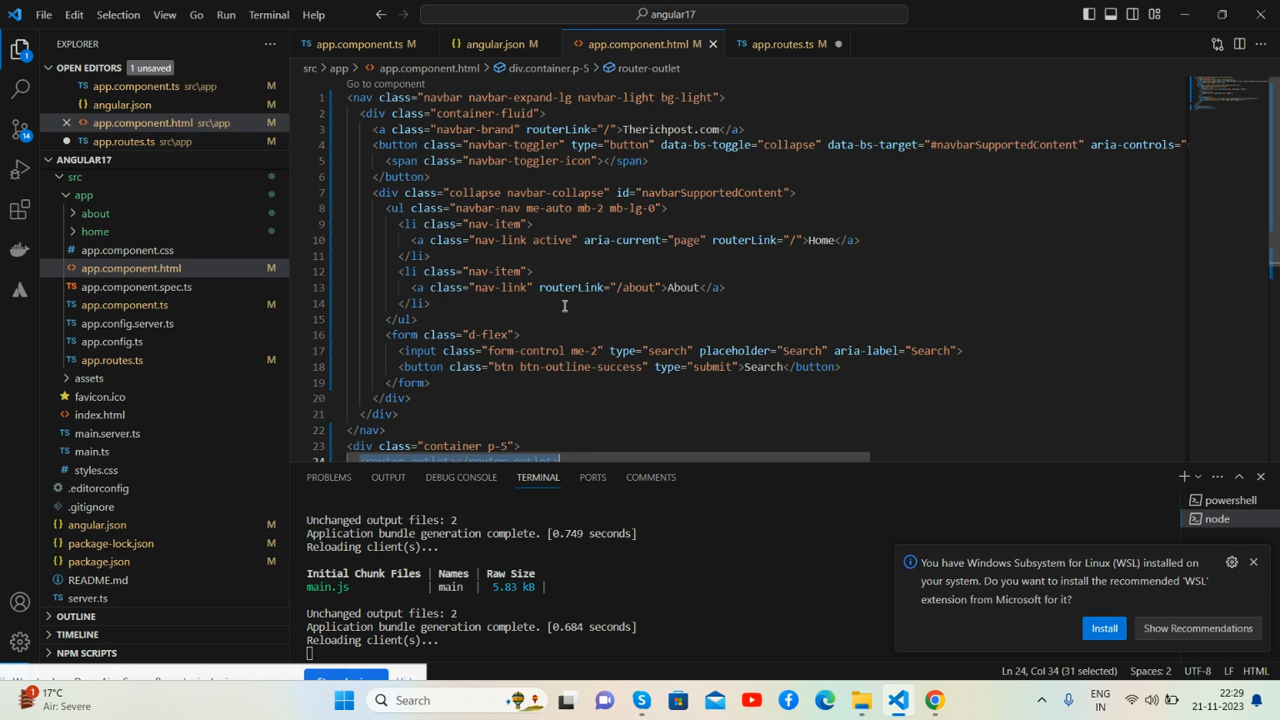 File Edit Selection View Go Run Terminal Help
angular17
EXPLORER
OPEN EDITORS 1 unsaved
app.component.ts src\app M
angular.json M
app.component.html src\app M
app.routes.ts src\app M
ANGULAR17
src
app
about
home
app.component.css
app.component.html M
app.component.spec.ts
app.component.ts M
app.config.server.ts
app.config.ts
app.routes.ts M
assets
favicon.ico
index.html
main.server.ts
main.ts
styles.css
.editorconfig
.gitignore
angular.json M
package-lock.json M
package.json M
README.md
server.ts
OUTLINE
TIMELINE
NPM SCRIPTS
1
14
app.component.ts M angular.json M app.component.html M app.routes.ts M
src > app > app.component.html > div.container.p-5 > router-outlet
Go to component
1 <nav class="navbar navbar-expand-lg navbar-light bg-light">
2 <div class="container-fluid">
3 <a class="navbar-brand" routerLink="/">Therichpost.com</a>
4 <button class="navbar-toggler" type="button" data-bs-toggle="collapse" data-bs-target="#navbarSupportedContent" aria-controls="
5 <span class="navbar-toggler-icon"></span>
6 </button>
7 <div class="collapse navbar-collapse" id="navbarSupportedContent">
8 <ul class="navbar-nav me-auto mb-2 mb-lg-0">
9 <li class="nav-item">
10 <a class="nav-link active" aria-current="page" routerLink="/">Home</a>
11 </li>
12 <li class="nav-item">
13 <a class="nav-link" routerLink="/about">About</a>
14 </li>
15 </ul>
16 <form class="d-flex">
17 <input class="form-control me-2" type="search" placeholder="Search" aria-label="Search">
18 <button class="btn btn-outline-success" type="submit">Search</button>
19 </form>
20 </div>
21 </div>
22 </nav>
23 <div class="container p-5">
24 <router-outlet></router-outlet>
PROBLEMS OUTPUT DEBUG CONSOLE TERMINAL PORTS COMMENTS
powershell
node
Unchanged output files: 2
Application bundle generation complete. [0.749 seconds]
Reloading client(s)...
Initial Chunk Files | Names | Raw Size
main.js | main | 5.83 kB |
Unchanged output files: 2
Application bundle generation complete. [0.684 seconds]
Reloading client(s)...
You have Windows Subsystem for Linux (WSL) installed on
your system. Do you want to install the recommended 'WSL'
extension from Microsoft for it?
Install Show Recommendations
Ln 24, Col 34 (31 selected) Spaces: 2 UTF-8 LF HTML
17°C
Air: Severe
1
Search
ENG
IN
22:29
21-11-2023